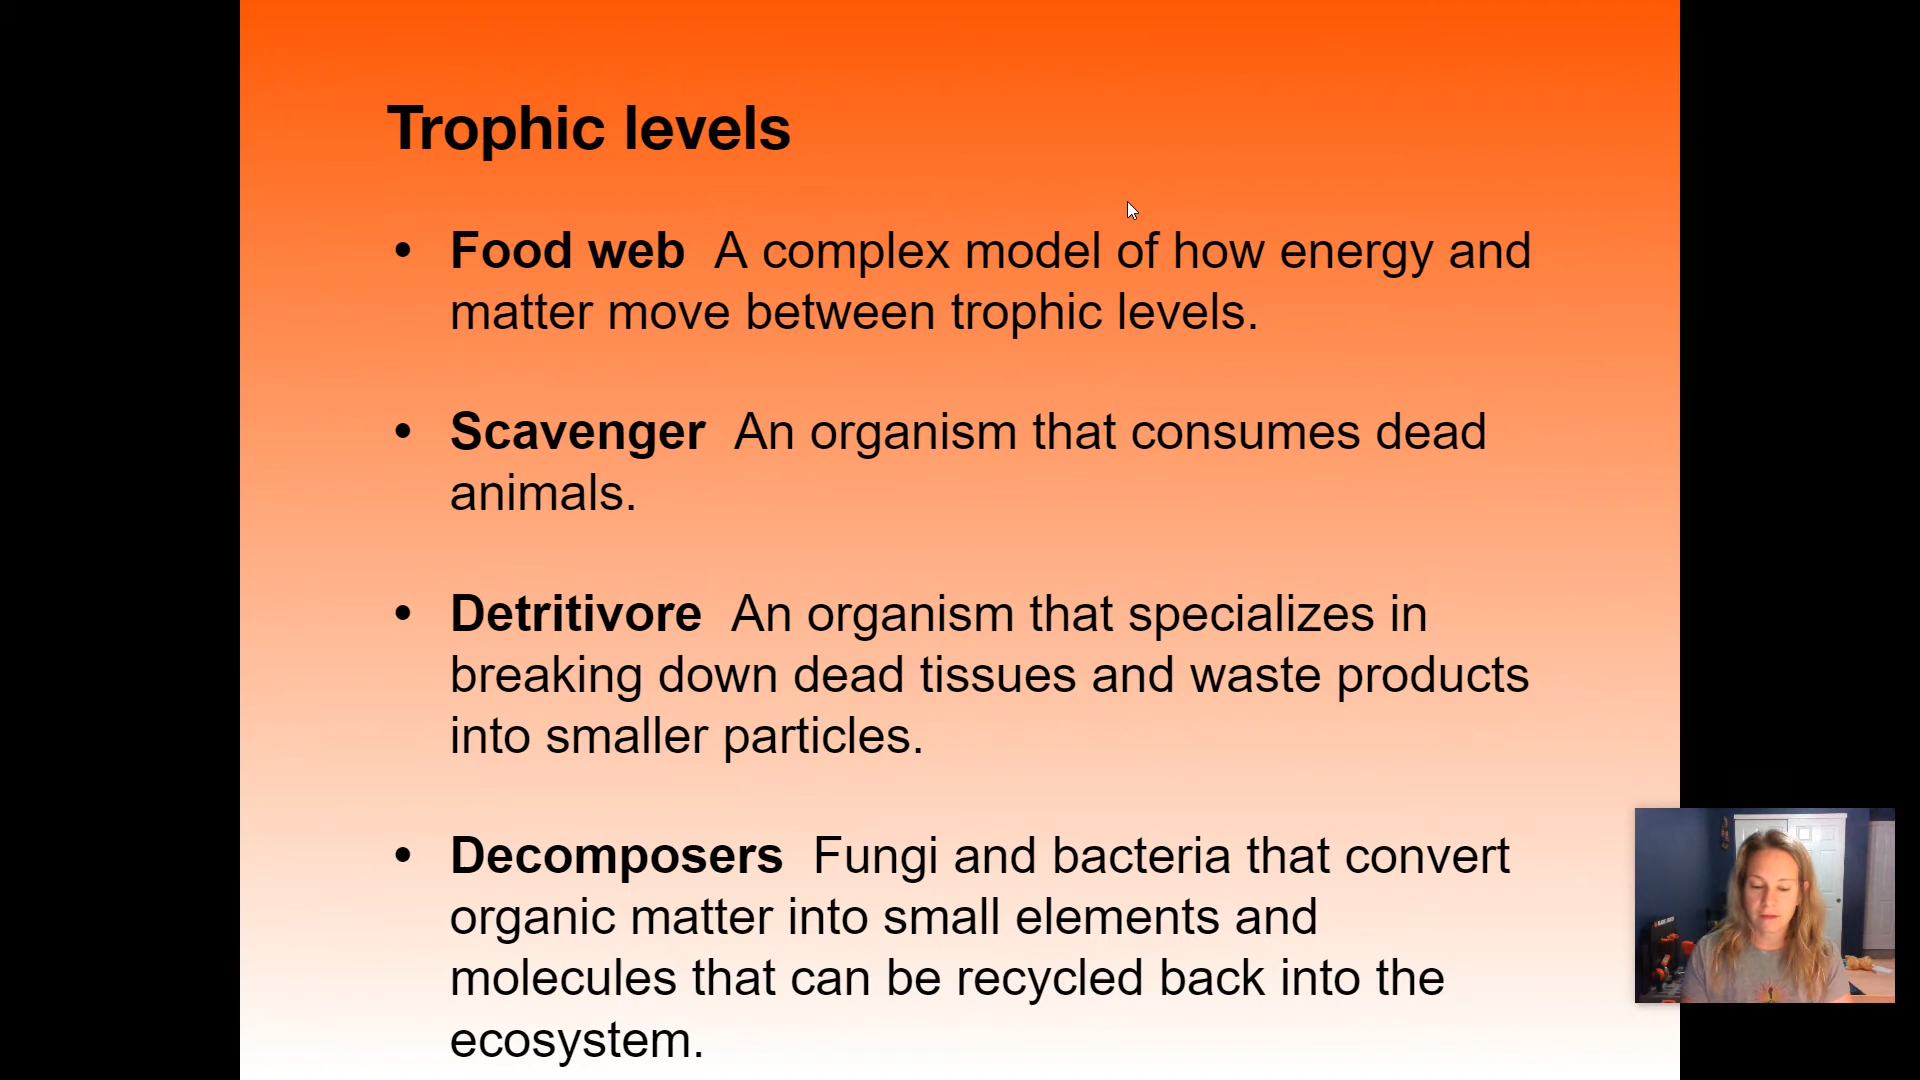 Trophic levels
• Food web A complex model of how energy and
matter move between trophic levels.
• Scavenger An organism that consumes dead
animals.
• Detritivore An organism that specializes in
breaking down dead tissues and waste products
into smaller particles.
• Decomposers Fungi and bacteria that convert
organic matter into small elements and
molecules that can be recycled back into the
ecosystem.